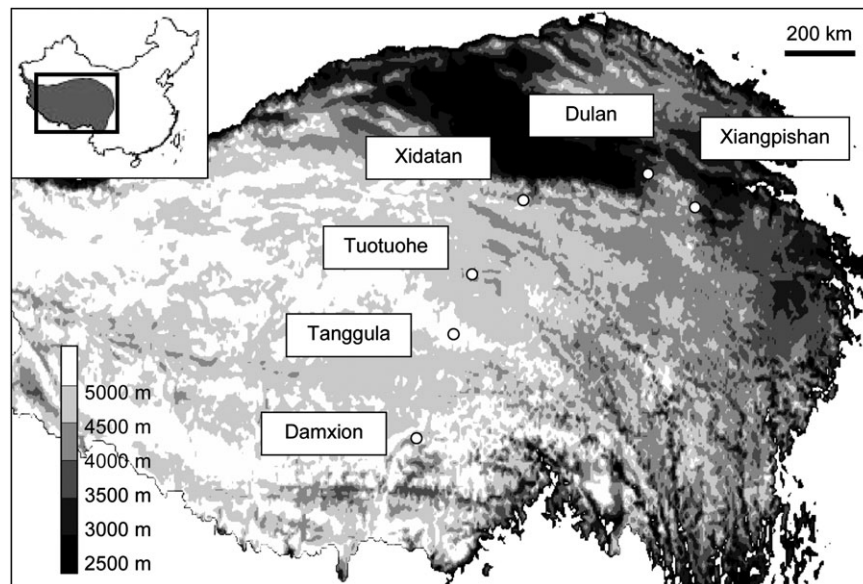 200 km
Dulan
Xiangpishan
Xidatan
Tuotuohe
Tanggula
Damxion
5000 m
4500 m
4000 m
3500 m
3000 m
2500 m